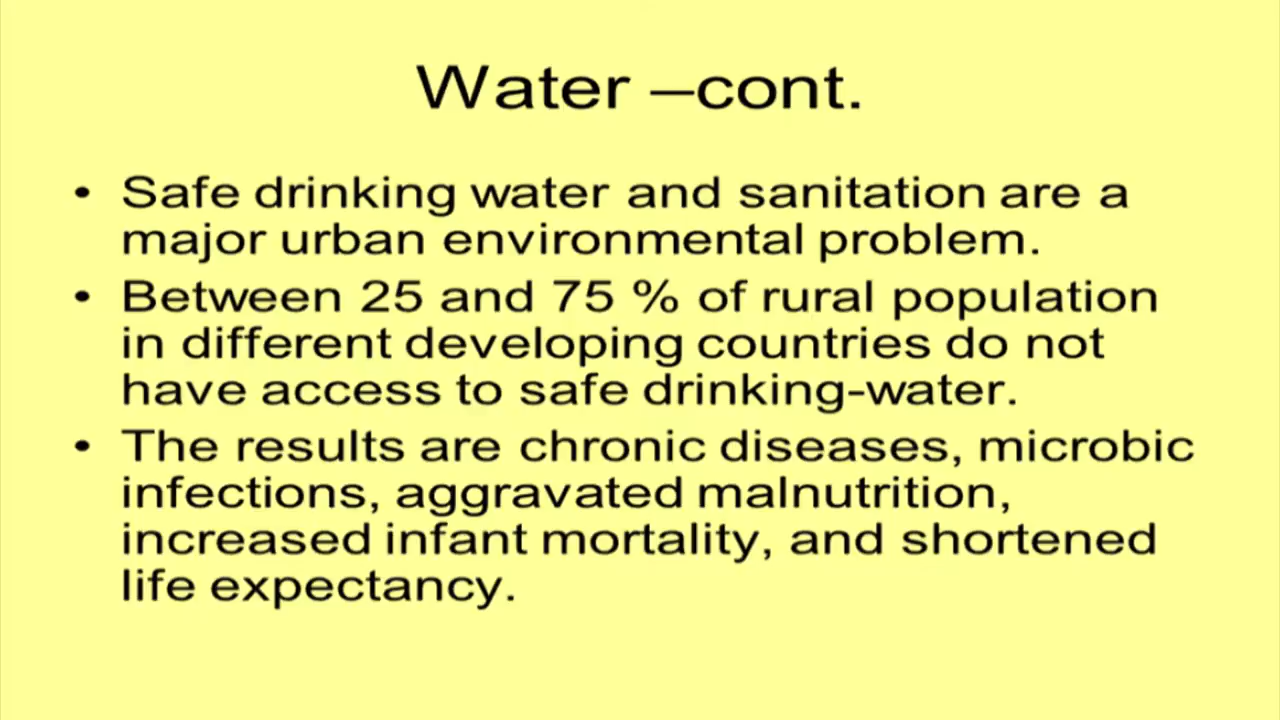 Water –cont.
• Safe drinking water and sanitation are a
major urban environmental problem.
• Between 25 and 75 % of rural population
in different developing countries do not
have access to safe drinking-water.
• The results are chronic diseases, microbic
infections, aggravated malnutrition,
increased infant mortality, and shortened
life expectancy.